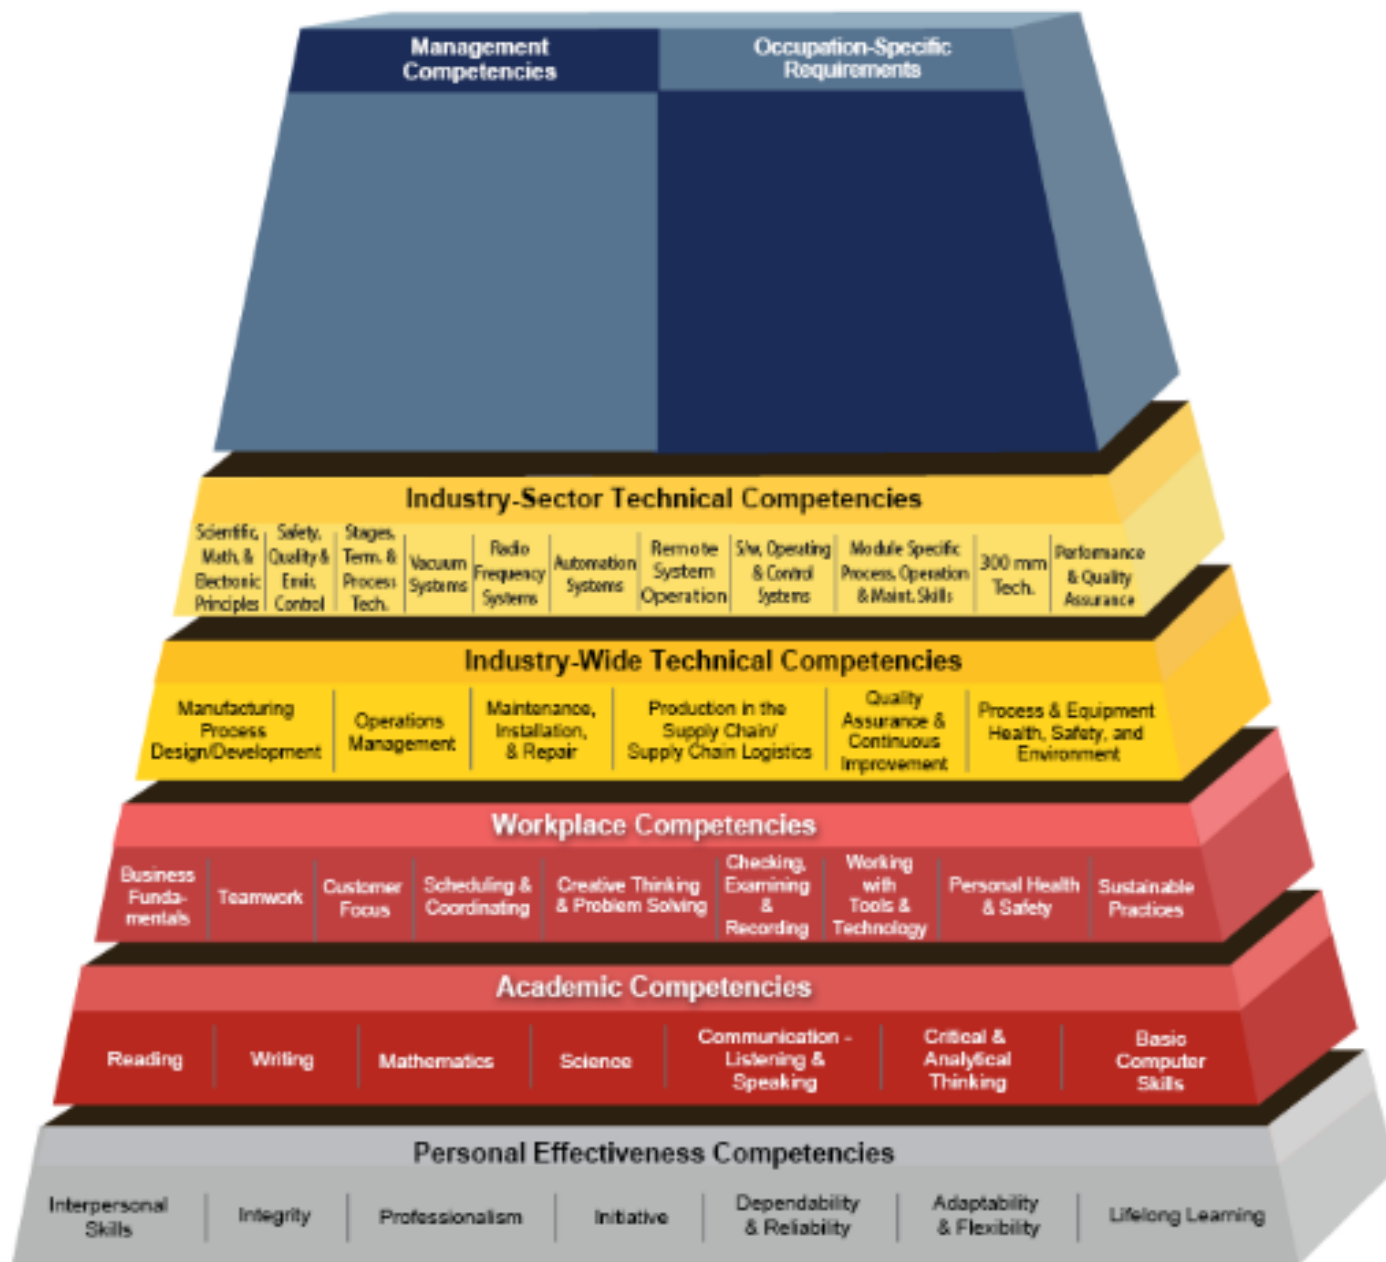 Management
Competencies
Occupation-Specific
Requirements
Industry-Sector Technical Competencies
Scientific,
Math, &
Electronic
Principles
Safety,
Quality &
Envir.
Control
Stages,
Term. &
Process
Tech.
Vacuum
Systems
Radio
Frequency
Systems
Automation
Systems
Remote
System
Operation
S/w, Operating
& Control
Systems
Module Specific
Process, Operation
& Maint. Skills
300 mm
Tech.
Performance
& Quality
Assurance
Industry-Wide Technical Competencies
Manufacturing
Process
Design/Development
Operations
Management
Maintenance,
Installation,
& Repair
Production in the
Supply Chain/
Supply Chain Logistics
Quality
Assurance &
Continuous
Improvement
Process & Equipment
Health, Safety, and
Environment
Workplace Competencies
Business
Funda-
mentals
Teamwork
Customer
Focus
Scheduling &
Coordinating
Creative Thinking
& Problem Solving
Checking,
Examining
&
Recording
Working
with
Tools &
Technology
Personal Health
& Safety
Sustainable
Practices
Academic Competencies
Reading
Writing
Mathematics
Science
Communication -
Listening &
Speaking
Critical &
Analytical
Thinking
Basic
Computer
Skills
Personal Effectiveness Competencies
Interpersonal
Skills
Integrity
Professionalism
Initiative
Dependability
& Reliability
Adaptability
& Flexibility
Lifelong Learning